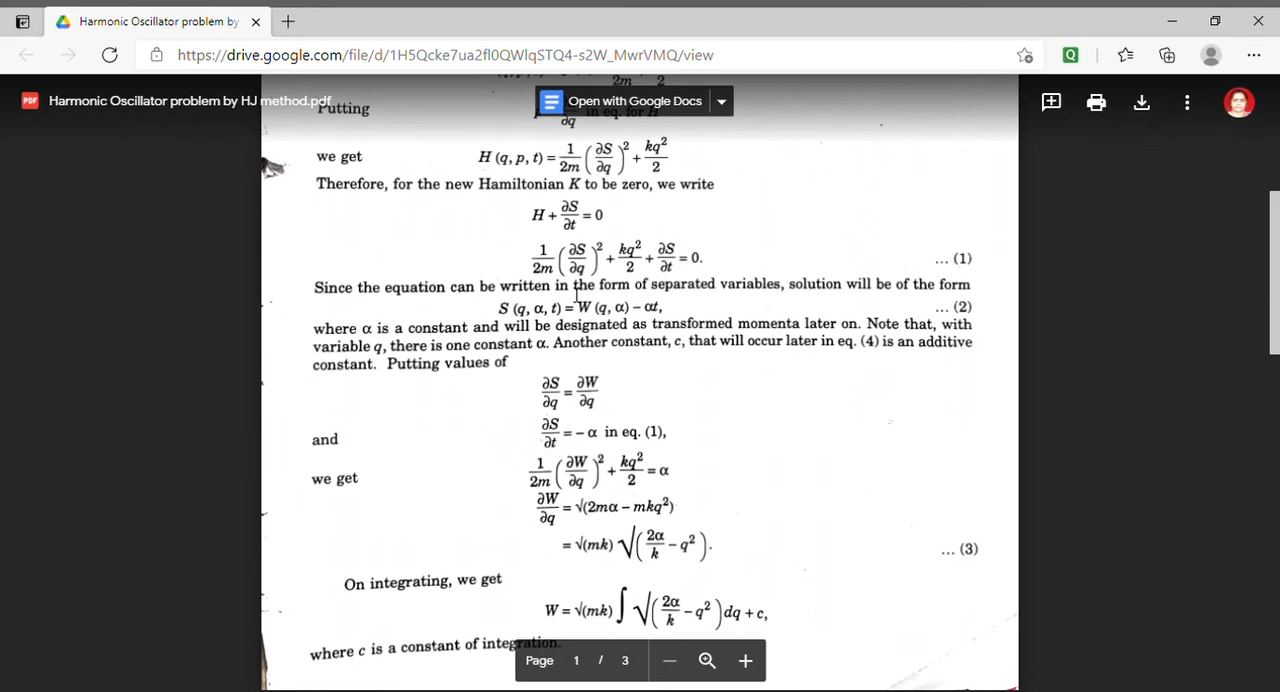 Harmonic Oscillator problem by
https://drive.google.com/file/d/1H5Qcke7ua2fl0QWlqSTQ4-s2W_MwrVMQ/view
PDF Harmonic Oscillator problem by HJ method.pdf
Open with Google Docs
2m 2
Putting
∂q in eq. for H
we get H (q, p, t) = 1/2m (∂S/∂q)² + kq²/2
Therefore, for the new Hamiltonian K to be zero, we write
H + ∂S/∂t = 0
1/2m (∂S/∂q)² + kq²/2 + ∂S/∂t = 0. ... (1)
Since the equation can be written in the form of separated variables, solution will be of the form
S (q, α, t) = W (q, α) – αt, ... (2)
where α is a constant and will be designated as transformed momenta later on. Note that, with
variable q, there is one constant α. Another constant, c, that will occur later in eq. (4) is an additive
constant. Putting values of
∂S/∂q = ∂W/∂q
and ∂S/∂t = – α in eq. (1),
we get 1/2m (∂W/∂q)² + kq²/2 = α
∂W/∂q = √(2mα – mkq²)
= √(mk) √(2α/k – q²). ... (3)
On integrating, we get
W = √(mk) ∫ √(2α/k – q²) dq + c,
where c is a constant of integration.
Page 1 / 3